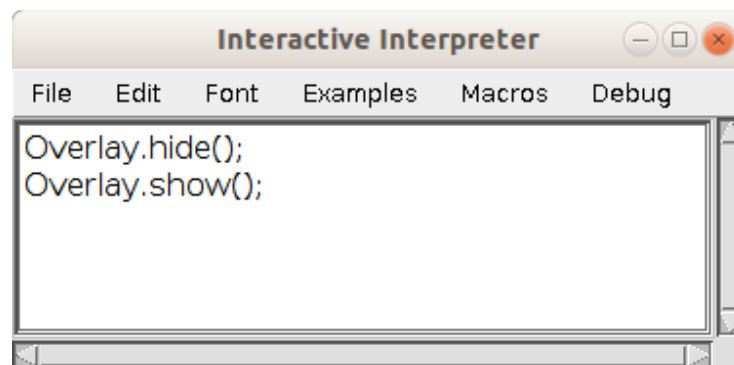 Interactive Interpreter
File Edit Font Examples Macros Debug
Overlay.hide();
Overlay.show();